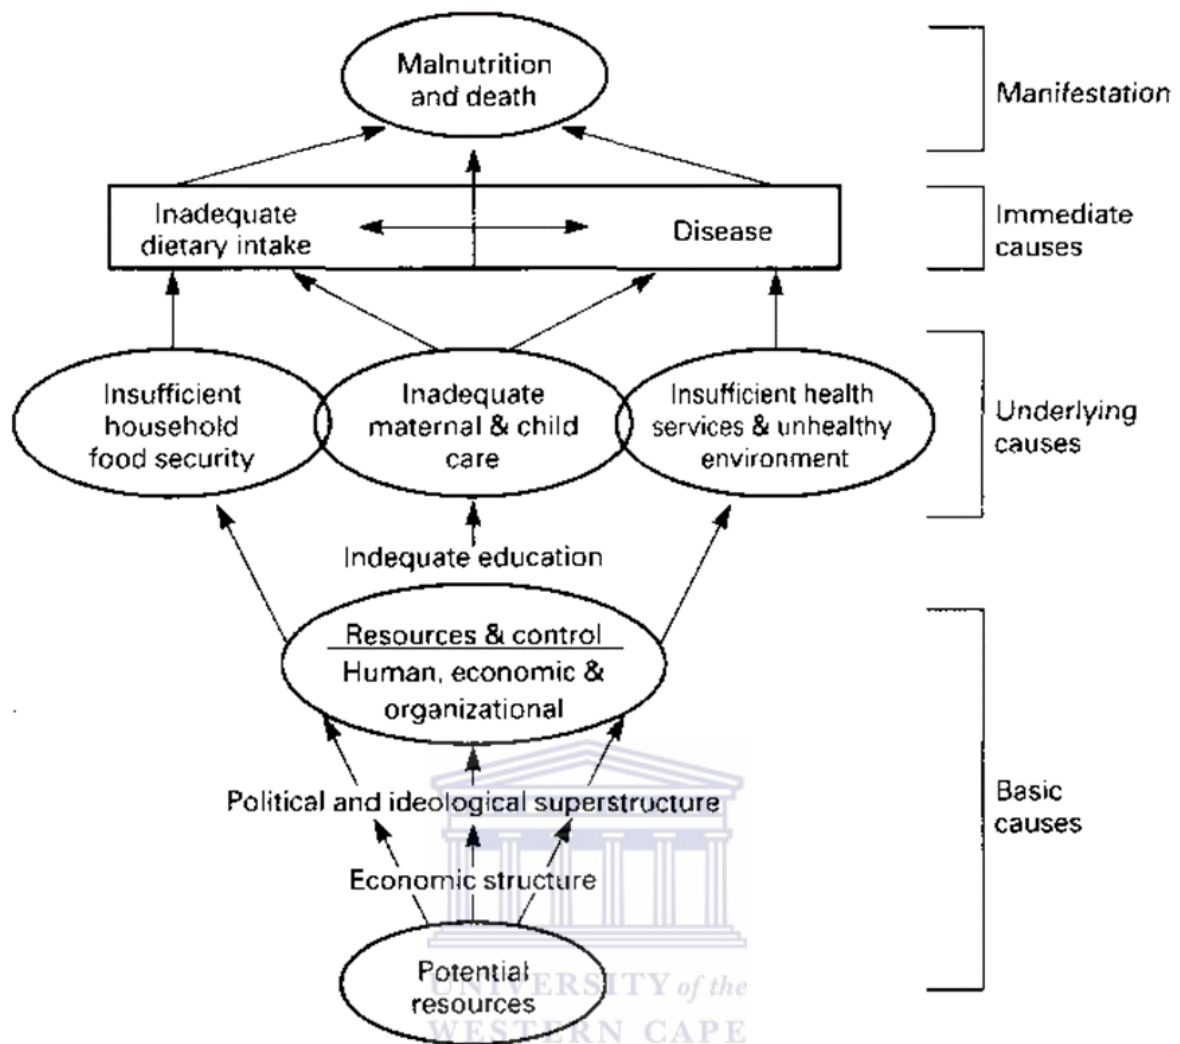 Malnutrition
and death
Manifestation
Inadequate
dietary intake
Disease
Immediate
causes
Insufficient
household
food security
Inadequate
maternal & child
care
Insufficient health
services & unhealthy
environment
Underlying
causes
Indequate education
Resources & control
Human, economic &
organizational
Political and ideological superstructure
Economic structure
Basic
causes
Potential
resources
UNIVERSITY of the
WESTERN CAPE